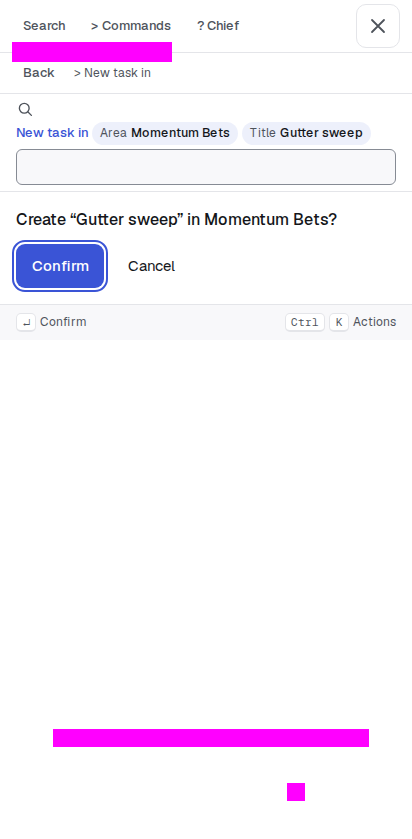 Search > Commands ? Chief
Back > New task in
New task in Area Momentum Bets Title Gutter sweep
Create “Gutter sweep” in Momentum Bets?
Confirm Cancel
↵ Confirm Ctrl K Actions